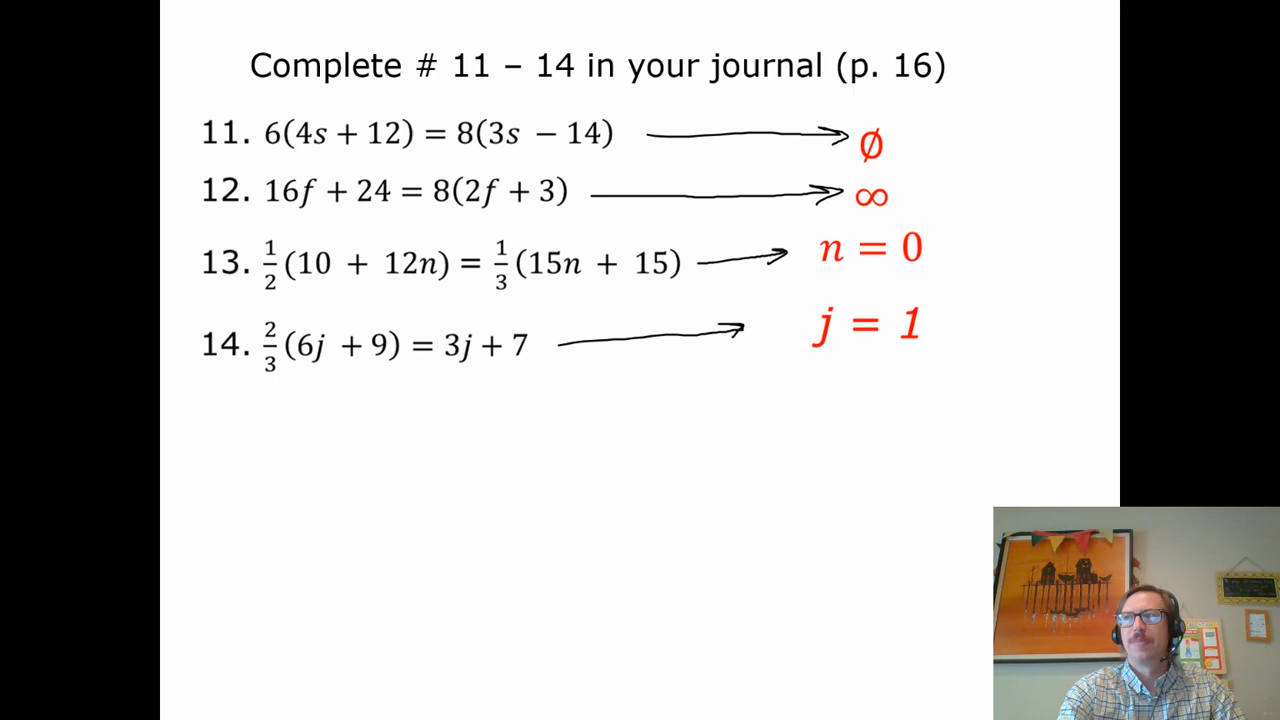 Complete # 11 – 14 in your journal (p. 16)
11. 6(4𝑠 + 12) = 8(3𝑠 − 14) ∅
12. 16𝑓 + 24 = 8(2𝑓 + 3) ∞
13. 1/2 (10 + 12𝑛) = 1/3 (15𝑛 + 15) 𝑛 = 0
14. 2/3 (6𝑗 + 9) = 3𝑗 + 7 j = 1